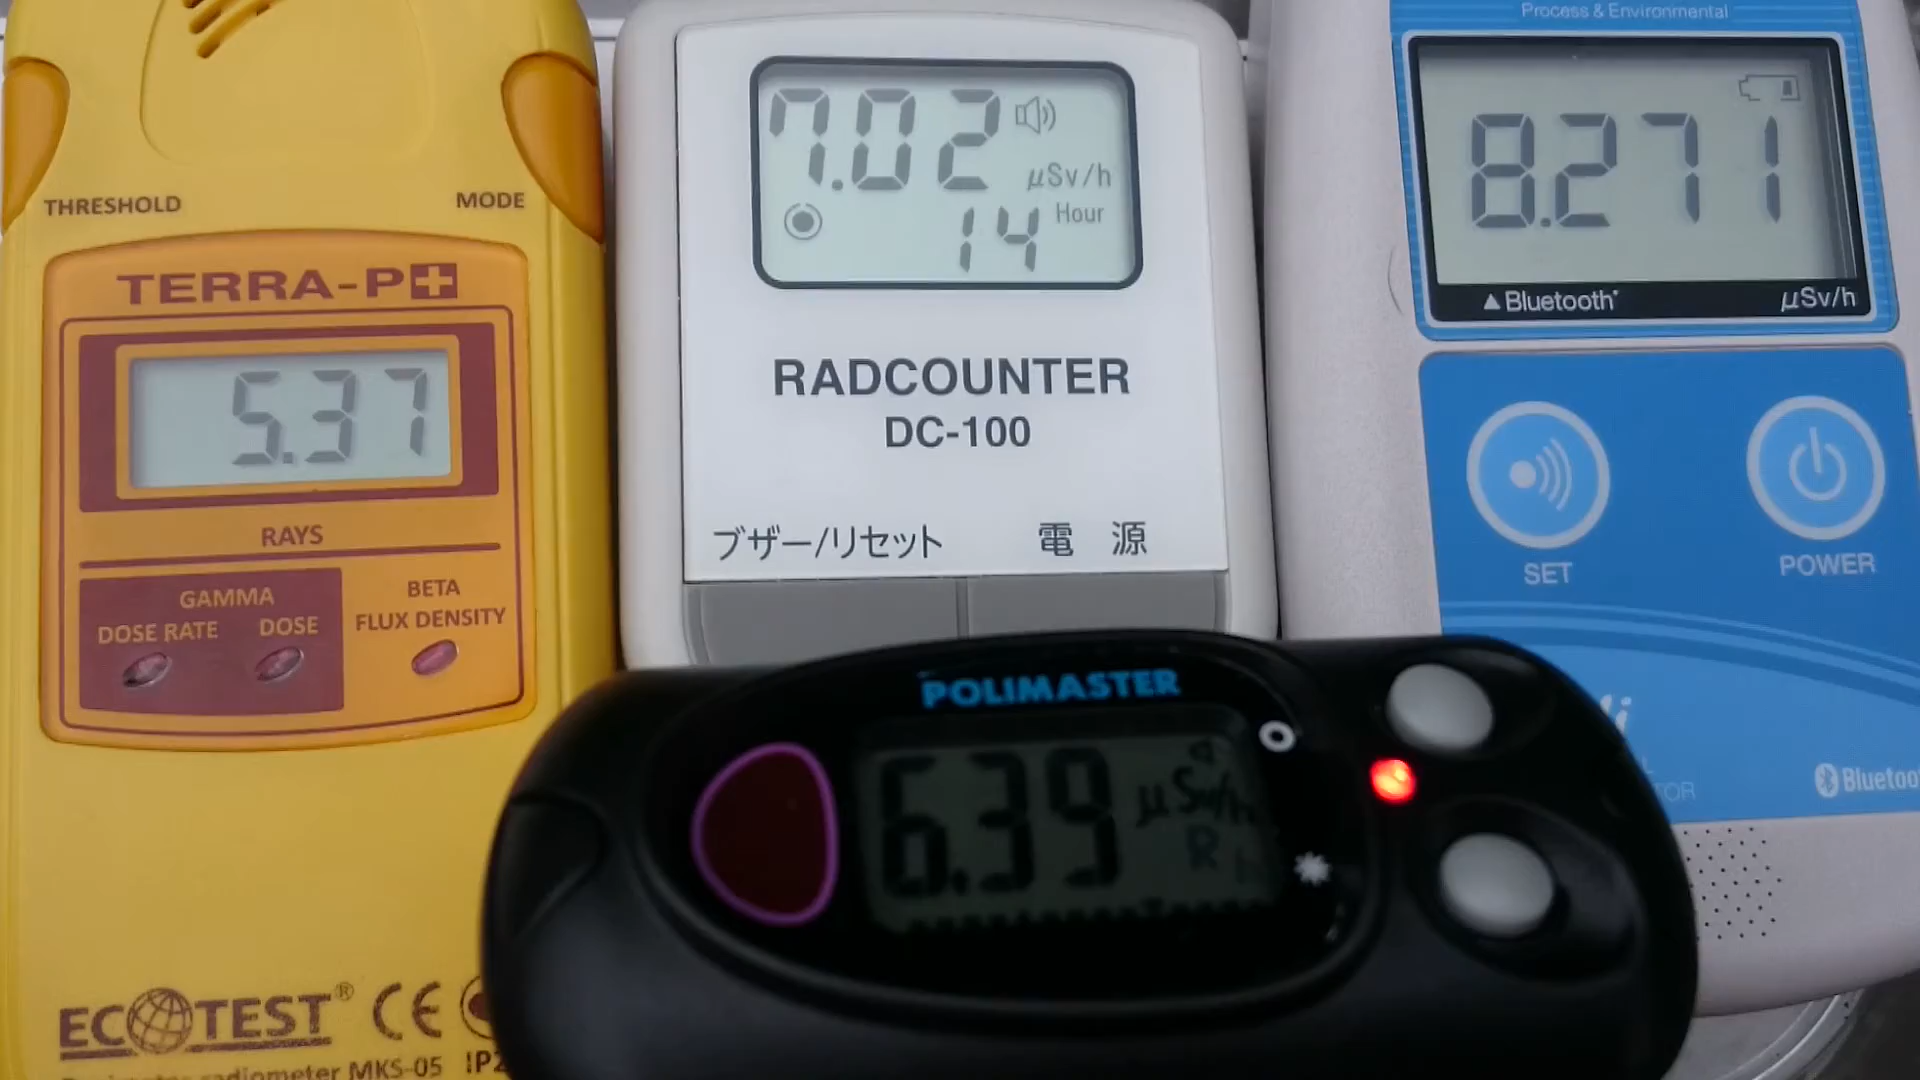 THRESHOLD
MODE
TERRA-P
5.37
RAYS
GAMMA
DOSE RATE
DOSE
BETA
FLUX DENSITY
ECOTEST®
CE
radiometer MKS-05
7.02
μSv/h
14 Hour
RADCOUNTER
DC-100
ブザー/リセット
電源
Process & Environmental
8.271
▲Bluetooth
μSv/h
SET
POWER
POLIMASTER
6.39
μSv/h
R